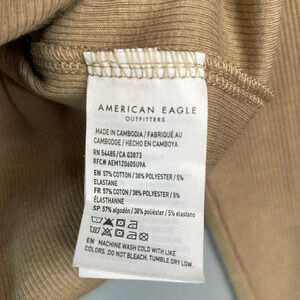 AMERICAN EAGLE
OUTFITTERS
MADE IN CAMBODIA / FABRIQUÉ AU
CAMBODGE / HECHO EN CAMBOYA
RN 54485/CA 03873
RFC# AEM120605U9A
EN: 57% COTTON / 38% POLYESTER / 5%
ELASTANE
FR: 57% COTON / 38% POLYESTER / 5%
ÉLASTHANNE
SP: 57% algodón / 38% poliéster / 5% elastano
EN: MACHINE WASH COLD WITH LIKE
COLORS. DO NOT BLEACH. TUMBLE DRY LOW.